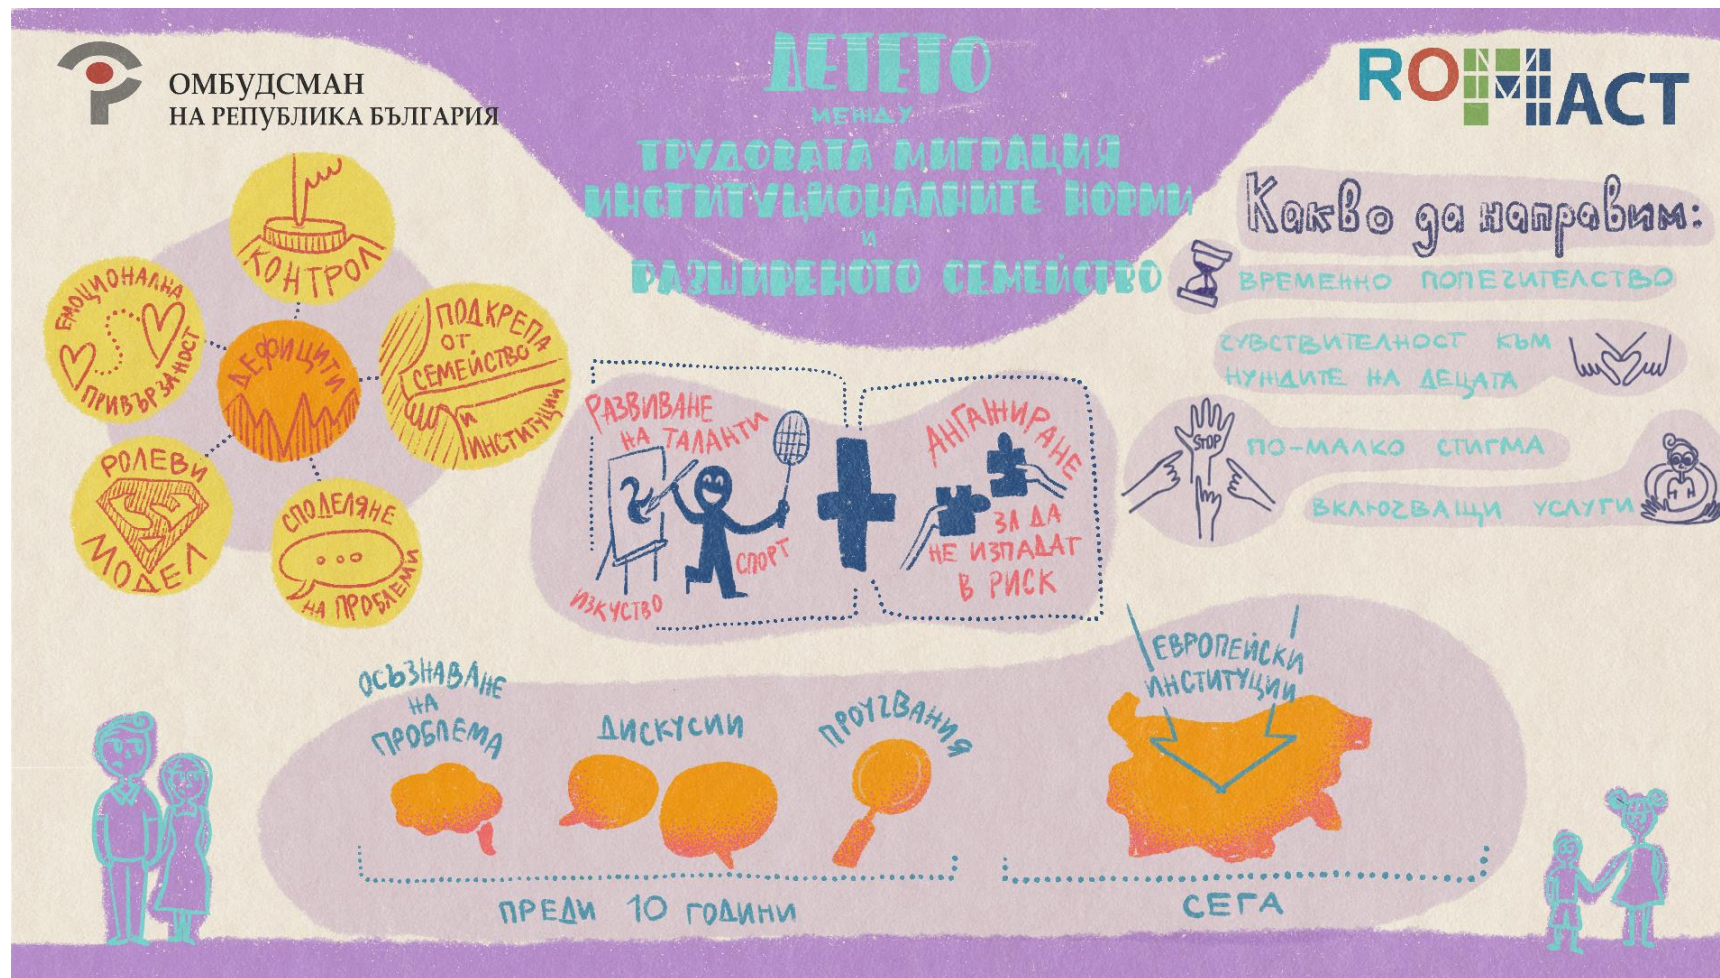 ОМБУДСМАН
НА РЕПУБЛИКА БЪЛГАРИЯ
ДЕТЕТО
МЕЖДУ
ТРУДОВАТА МИГРАЦИЯ
ИНСТИТУЦИОНАЛНИТЕ НОРМИ
И
РАЗШИРЕНОТО СЕМЕЙСТВО
ROMACT
КОНТРОЛ
ЕМОЦИОНАЛНА
ПРИВЪРЗАНОСТ
ДЕФИЦИТИ
ПОДКРЕПА
ОТ
СЕМЕЙСТВО
И
ИНСТИТУЦИИ
РОЛЕВИ
МОДЕЛ
СПОДЕЛЯНЕ
НА ПРОБЛЕМИ
РАЗВИВАНЕ
НА ТАЛАНТИ
ИЗКУСТВО
СПОРТ
АНГАЖИРАНЕ
ЗА ДА
НЕ ИЗПАДАТ
В РИСК
Какво да направим:
ВРЕМЕННО ПОПЕЧИТЕЛСТВО
ЧУВСТВИТЕЛНОСТ КЪМ
НУЖДИТЕ НА ДЕЦАТА
STOP
ПО-МАЛКО СТИГМА
ВКЛЮЧВАЩИ УСЛУГИ
ОСЪЗНАВАНЕ
НА
ПРОБЛЕМА
ДИСКУСИИ
ПРОУЧВАНИЯ
ПРЕДИ 10 ГОДИНИ
ЕВРОПЕЙСКИ
ИНСТИТУЦИИ
СЕГА